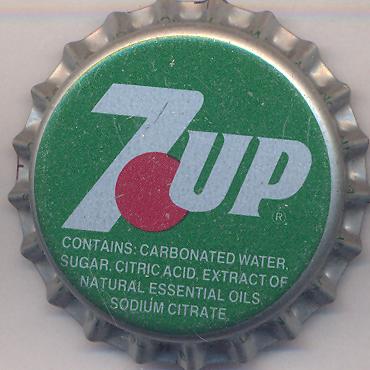 7UP ®
CONTAINS: CARBONATED WATER,
SUGAR, CITRIC ACID, EXTRACT OF
NATURAL ESSENTIAL OILS
SODIUM CITRATE.